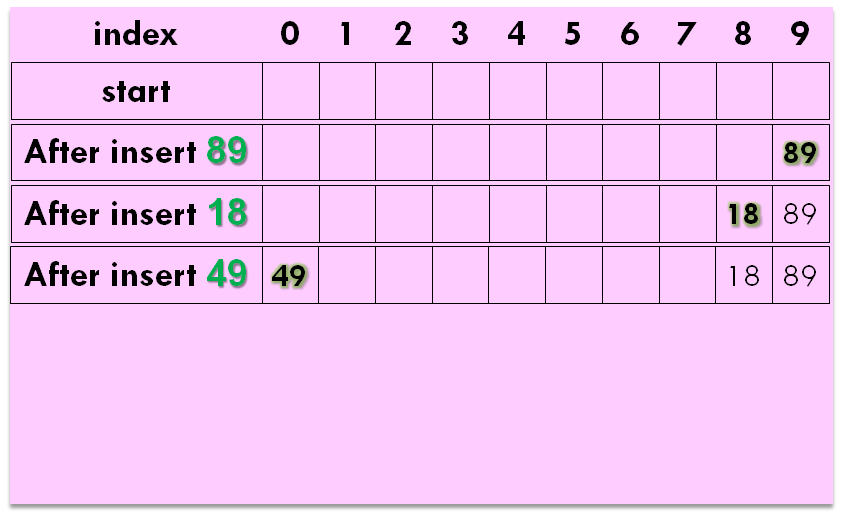 index 0 1 2 3 4 5 6 7 8 9
start
After insert 89 89
After insert 18 18 89
After insert 49 49 18 89